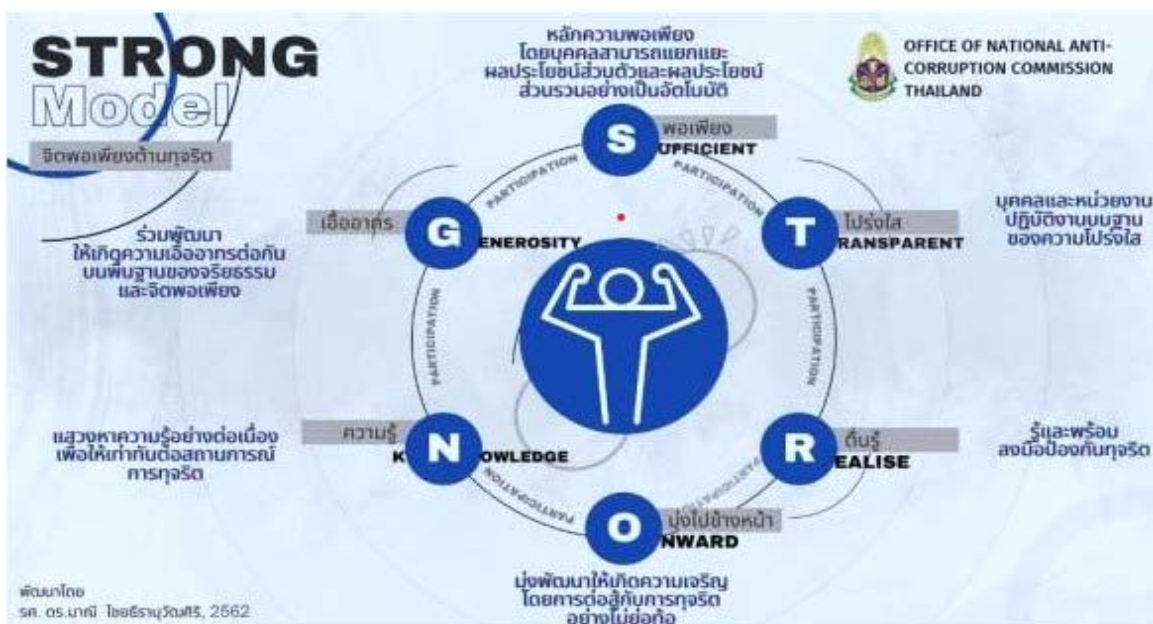 STRONG
Model
จิตพอเพียงต้านทุจริต
OFFICE OF NATIONAL ANTI-
CORRUPTION COMMISSION
THAILAND
หลักความพอเพียง
โดยบุคคลสามารถแยกแยะ
ผลประโยชน์ส่วนตัวและผลประโยชน์
ส่วนรวมอย่างเป็นอัตโนมัติ
S
พอเพียง
UFFICIENT
PARTICIPATION
T
โปร่งใส
RANSPARENT
บุคคลและหน่วยงาน
ปฏิบัติงานบนฐาน
ของความโปร่งใส
PARTICIPATION
R
ตื่นรู้
EALISE
รู้และพร้อม
ลงมือป้องกันทุจริต
PARTICIPATION
O
มุ่งไปข้างหน้า
NWARD
มุ่งพัฒนาให้เกิดความเจริญ
โดยการต่อสู้กับการทุจริต
อย่างไม่ย่อท้อ
PARTICIPATION
N
ความรู้
K OWLEDGE
แสวงหาความรู้อย่างต่อเนื่อง
เพื่อให้เท่าทันต่อสถานการณ์
การทุจริต
PARTICIPATION
G
เอื้ออาทร
ENEROSITY
ร่วมพัฒนา
ให้เกิดความเอื้ออาทรต่อกัน
บนพื้นฐานของจริยธรรม
และจิตพอเพียง
PARTICIPATION
พัฒนาโดย
รศ. ดร.มาณี ไชยธีรานุวัฒศิริ, 2562